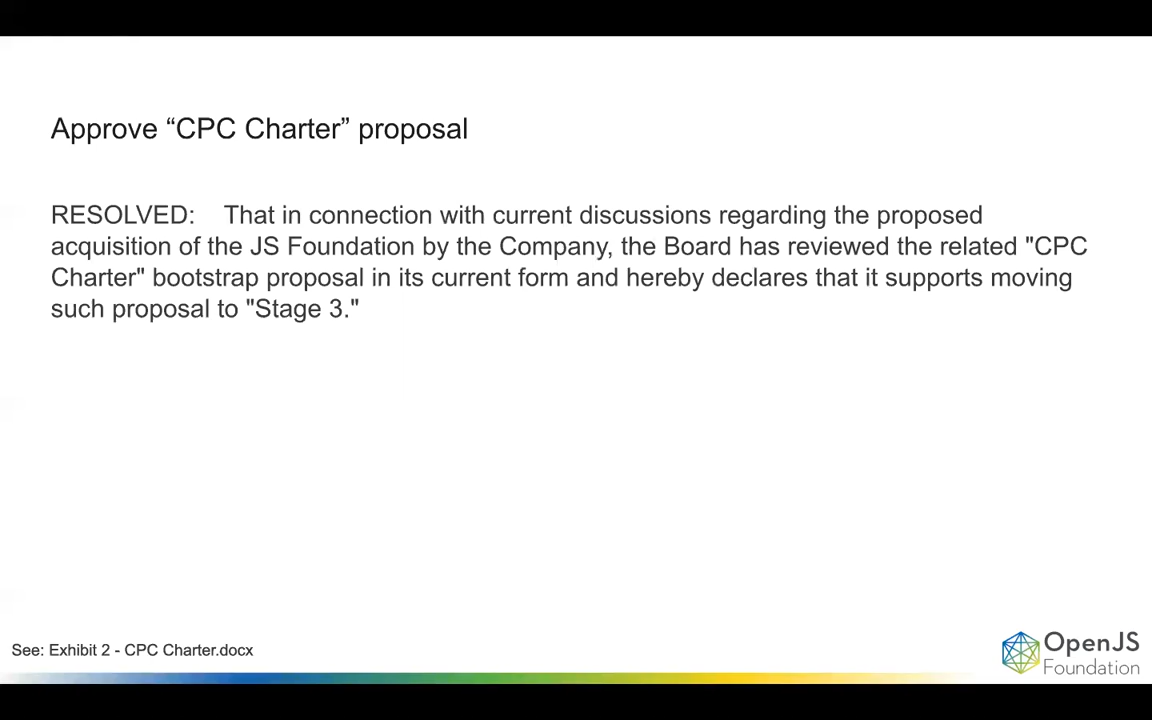 Approve “CPC Charter” proposal
RESOLVED: That in connection with current discussions regarding the proposed
acquisition of the JS Foundation by the Company, the Board has reviewed the related "CPC
Charter" bootstrap proposal in its current form and hereby declares that it supports moving
such proposal to "Stage 3."
See: Exhibit 2 - CPC Charter.docx
OpenJS
Foundation